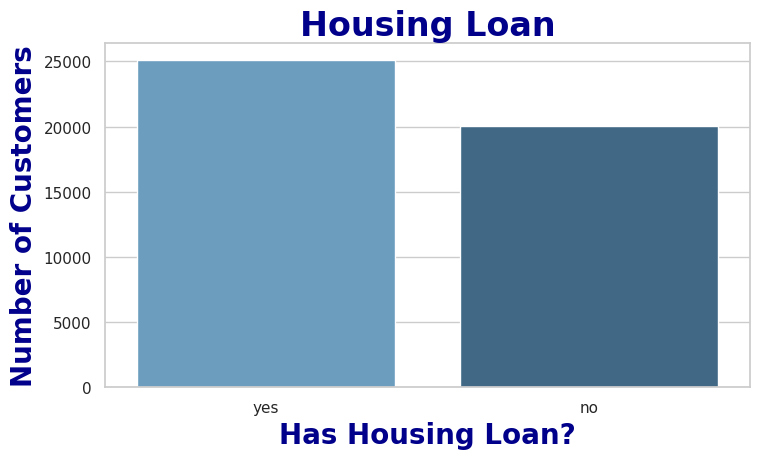 Housing Loan
Number of Customers
25000
20000
15000
10000
5000
0
yes
no
Has Housing Loan?